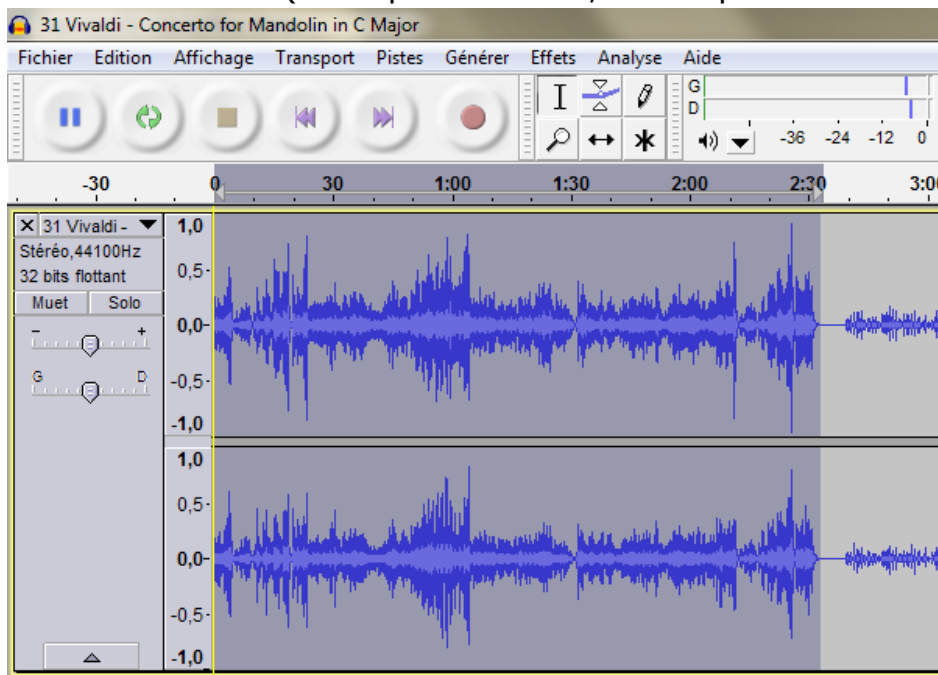 31 Vivaldi - Concerto for Mandolin in C Major
Fichier Edition Affichage Transport Pistes Générer Effets Analyse Aide
G
D
-36 -24 -12 0
-30 0 30 1:00 1:30 2:00 2:30 3:0
31 Vivaldi -
Stéréo,44100Hz
32 bits flottant
Muet Solo
- +
G D
1,0
0,5
0,0
-0,5
-1,0
1,0
0,5
0,0
-0,5
-1,0